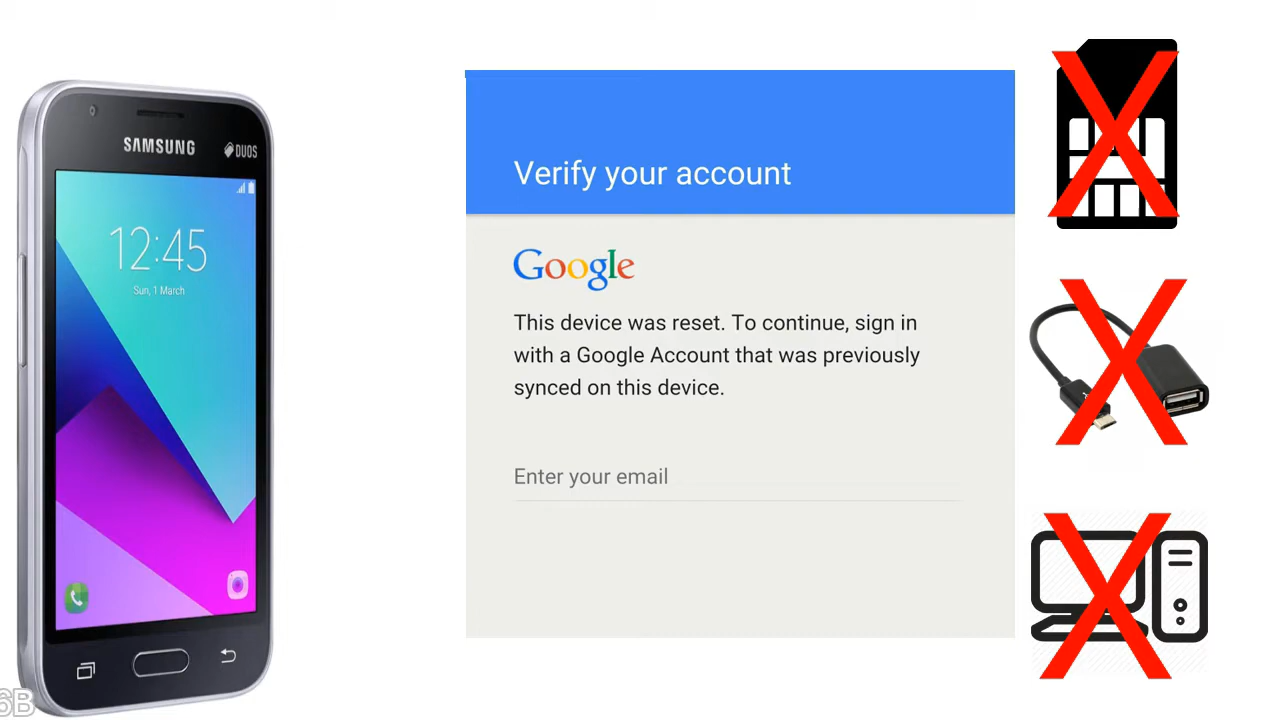 SAMSUNG
DUOS
12:45
Sun, 1 March
Verify your account
Google
This device was reset. To continue, sign in
with a Google Account that was previously
synced on this device.
Enter your email
6B